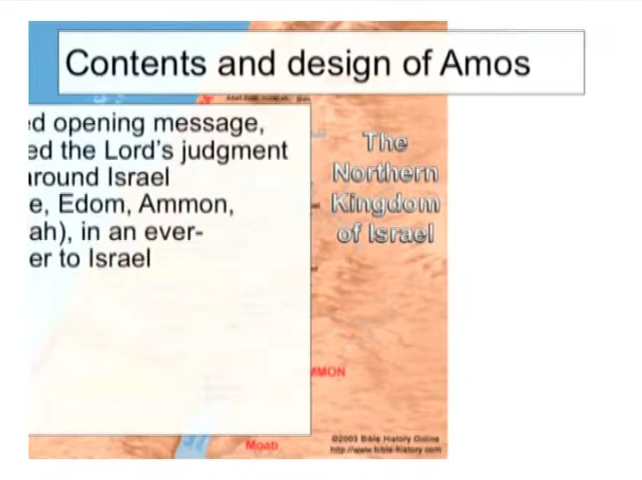 Contents and design of Amos
ed opening message,
ed the Lord's judgment
around Israel
e, Edom, Ammon,
ah), in an ever-
er to Israel
The
Northern
Kingdom
of Israel
MMON
Moab
©2003 Bible History Online
http://www.bible-history.com